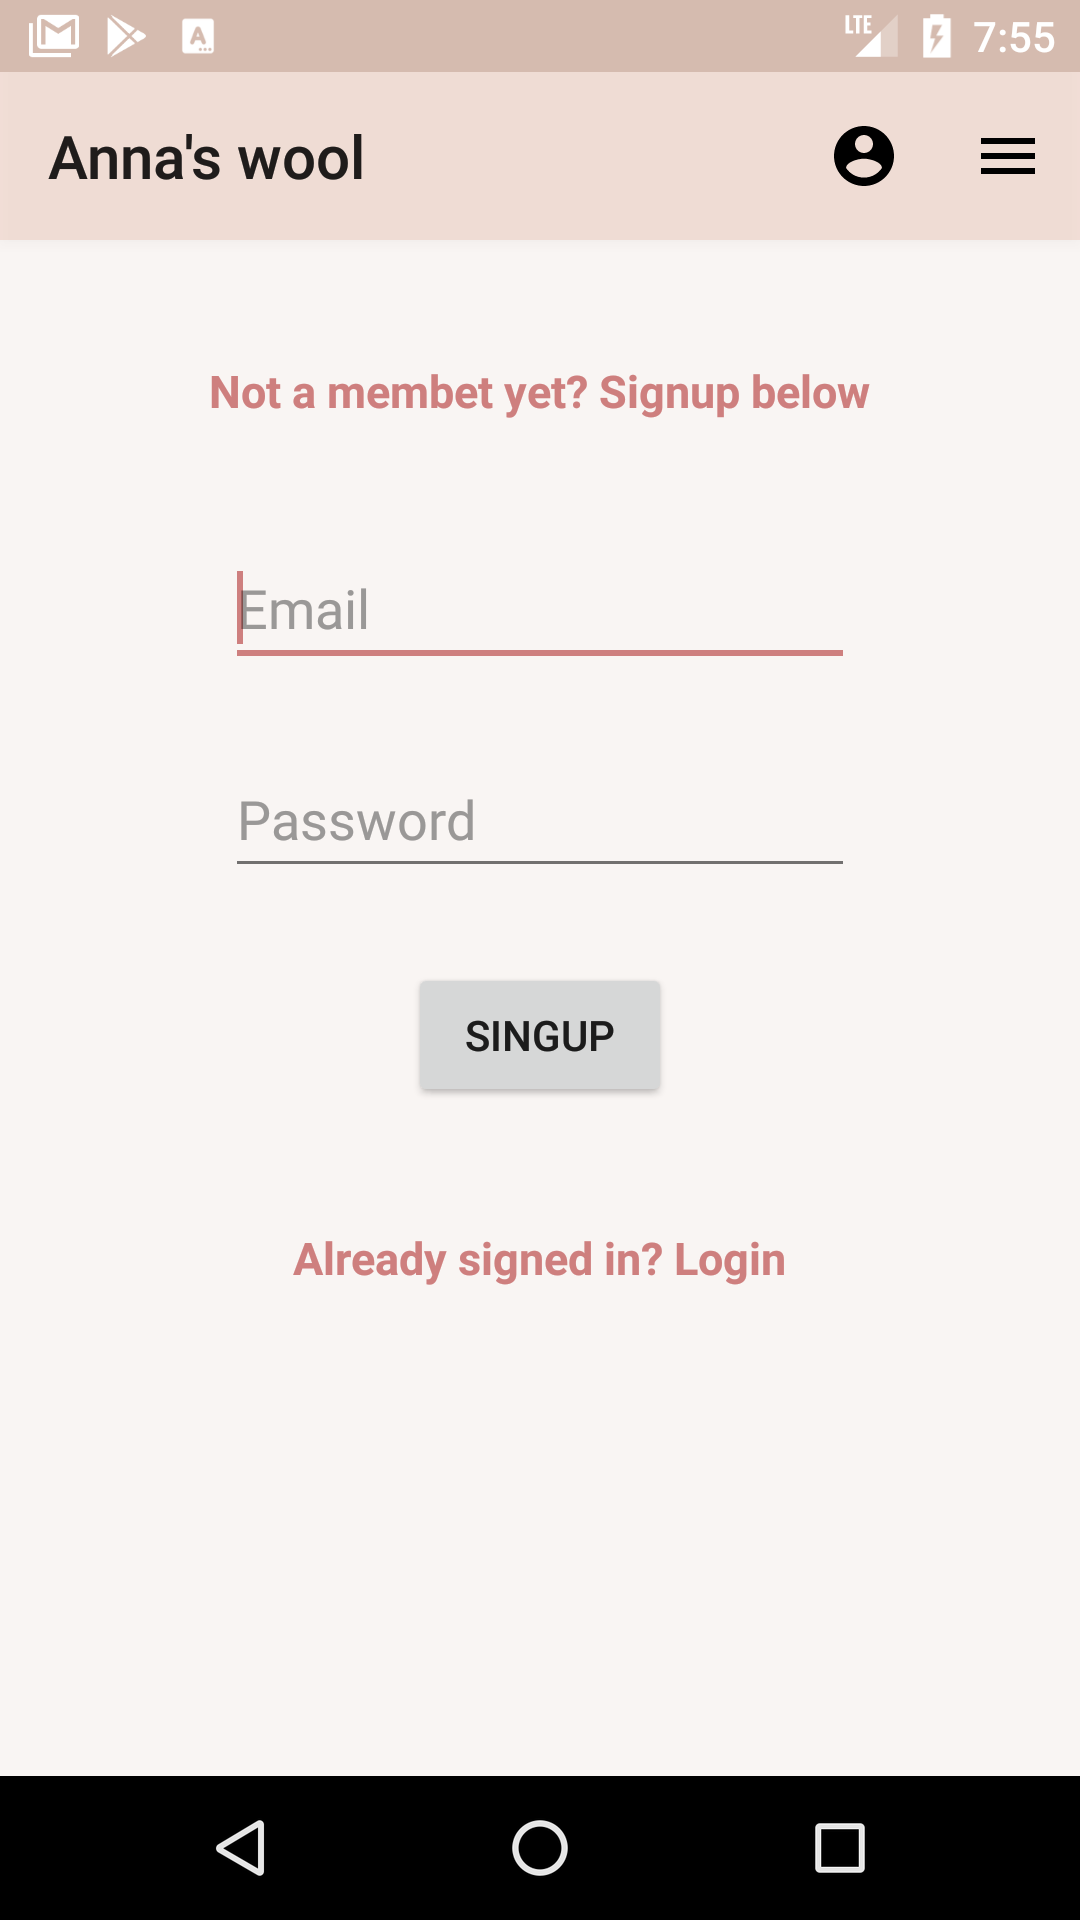 LTE 7:55
Anna's wool
Not a membet yet? Signup below
Email
Password
SINGUP
Already signed in? Login